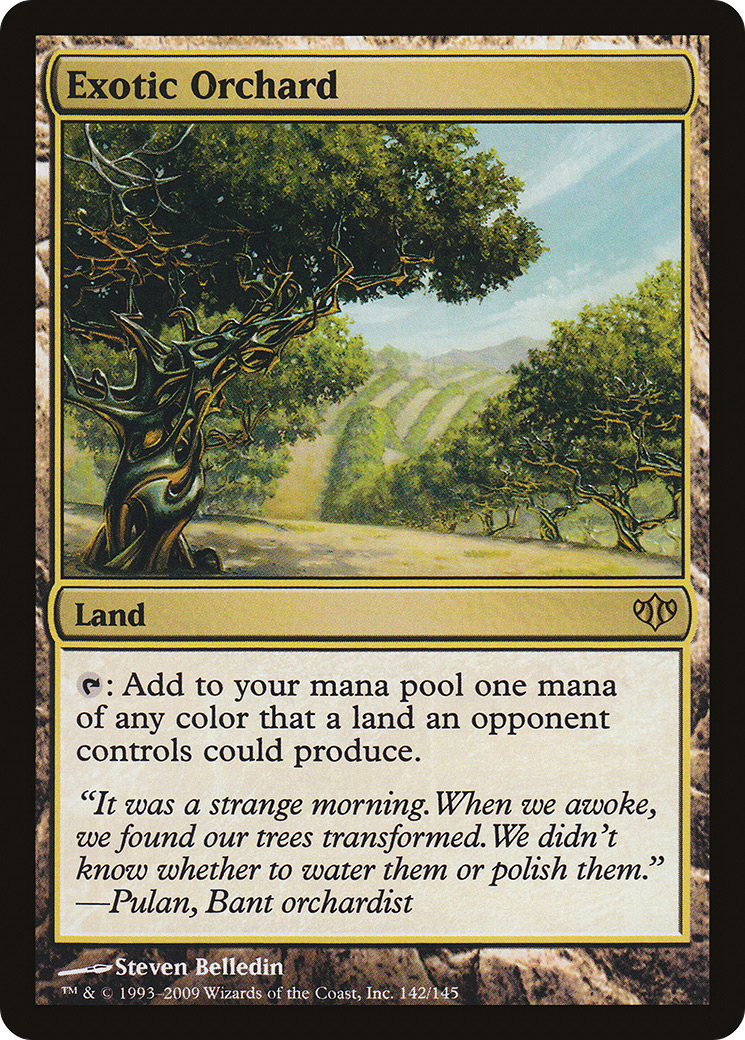 Exotic Orchard
Land
: Add to your mana pool one mana
of any color that a land an opponent
controls could produce.
“It was a strange morning. When we awoke,
we found our trees transformed. We didn’t
know whether to water them or polish them.”
—Pulan, Bant orchardist
Steven Belledin
™ & © 1993–2009 Wizards of the Coast, Inc. 142/145